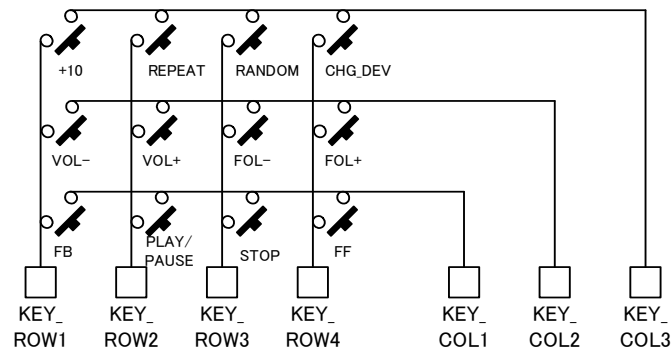 +10 REPEAT RANDOM CHG_DEV
VOL- VOL+ FOL- FOL+
FB PLAY/ PAUSE STOP FF
KEY_ ROW1
KEY_ ROW2
KEY_ ROW3
KEY_ ROW4
KEY_ COL1
KEY_ COL2
KEY_ COL3